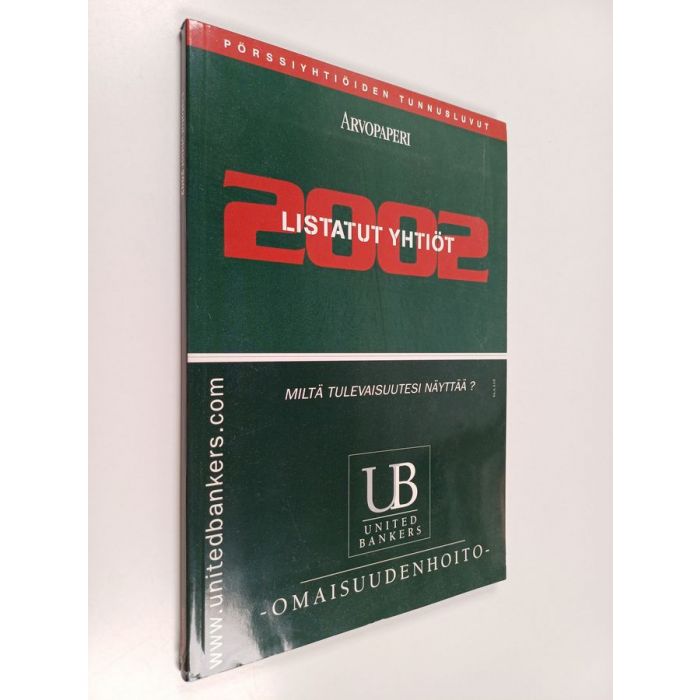 PÖRSSIYHTIÖIDEN TUNNUSLUVUT
ARVOPAPERI
2002
LISTATUT YHTIÖT
MILTÄ TULEVAISUUTESI NÄYTTÄÄ ?
www.unitedbankers.com
UB
UNITED
BANKERS
-OMAISUUDENHOITO-